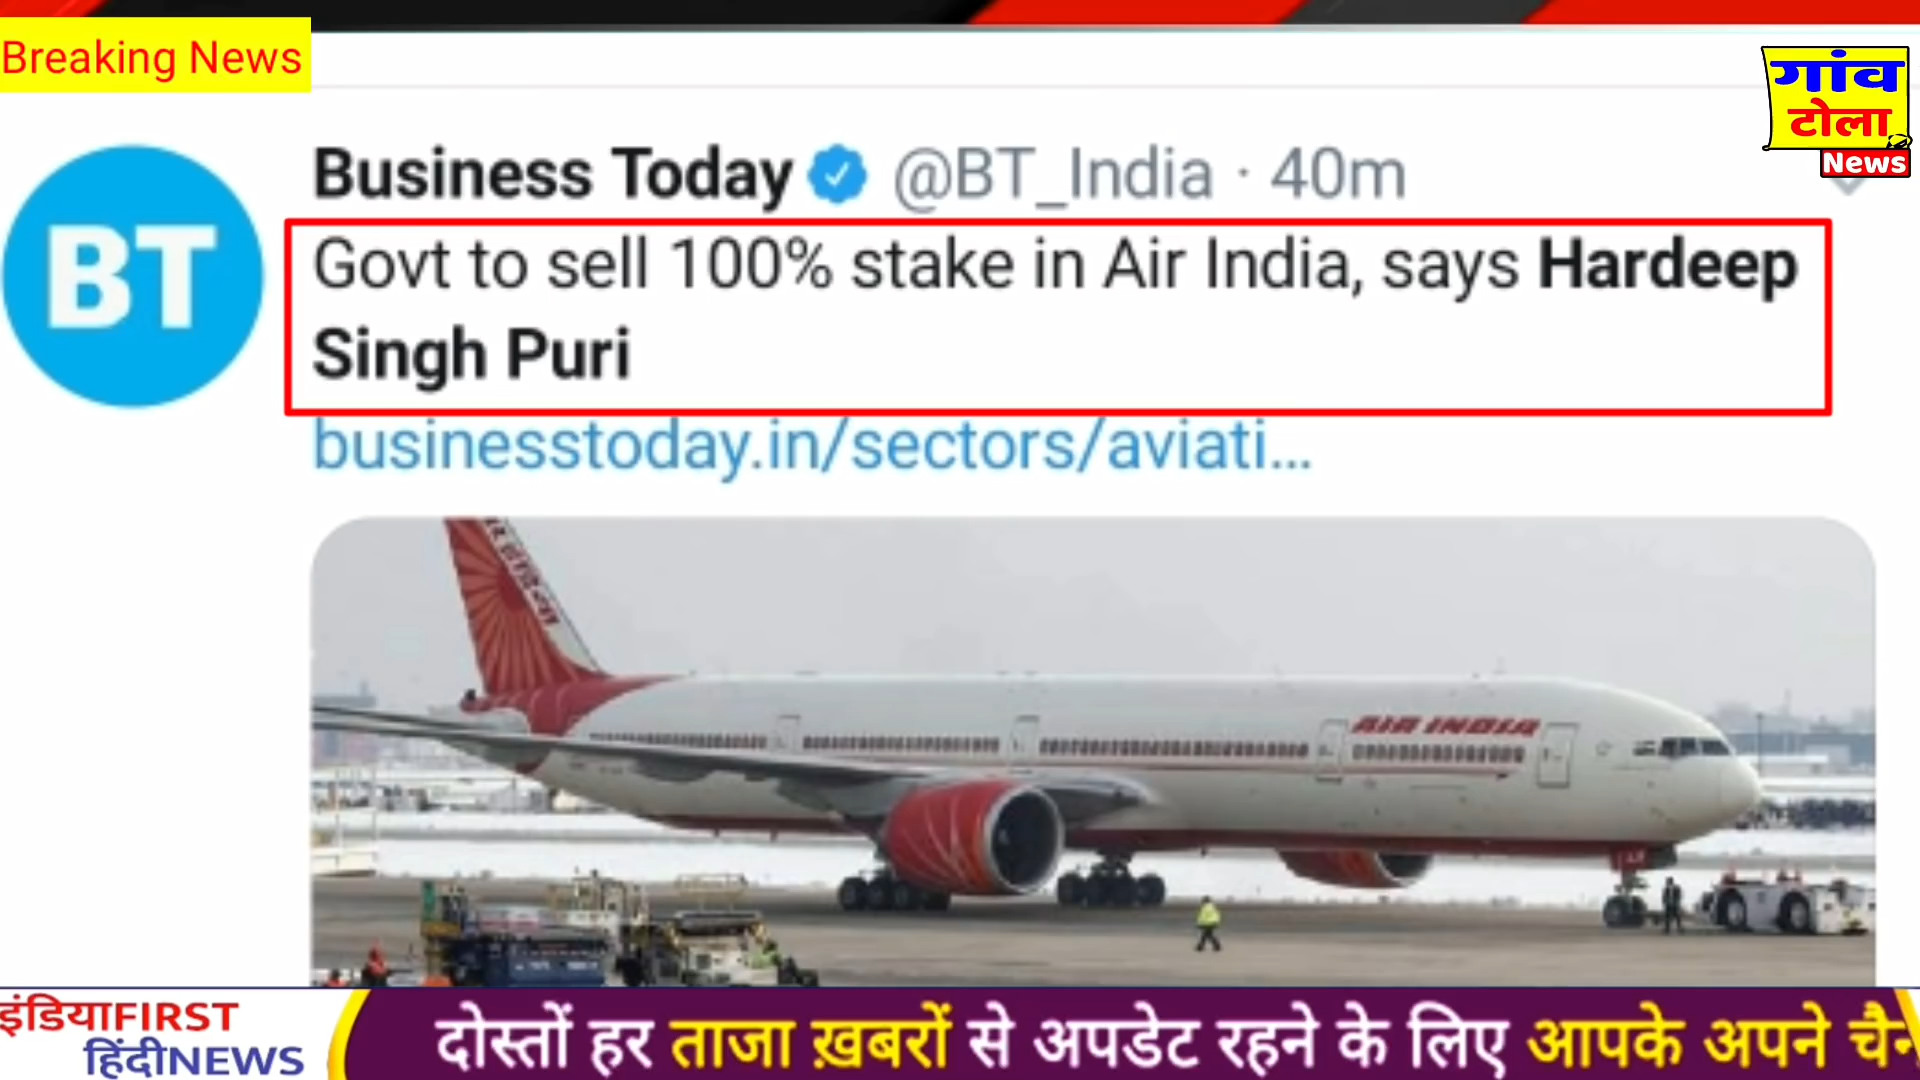 Breaking News
गांव
टोला
News
BT
Business Today @BT_India · 40m
Govt to sell 100% stake in Air India, says Hardeep
Singh Puri
businesstoday.in/sectors/aviati...
AIR INDIA
इंडियाFIRST
हिंदीNEWS
दोस्तों हर ताजा ख़बरों से अपडेट रहने के लिए आपके अपने